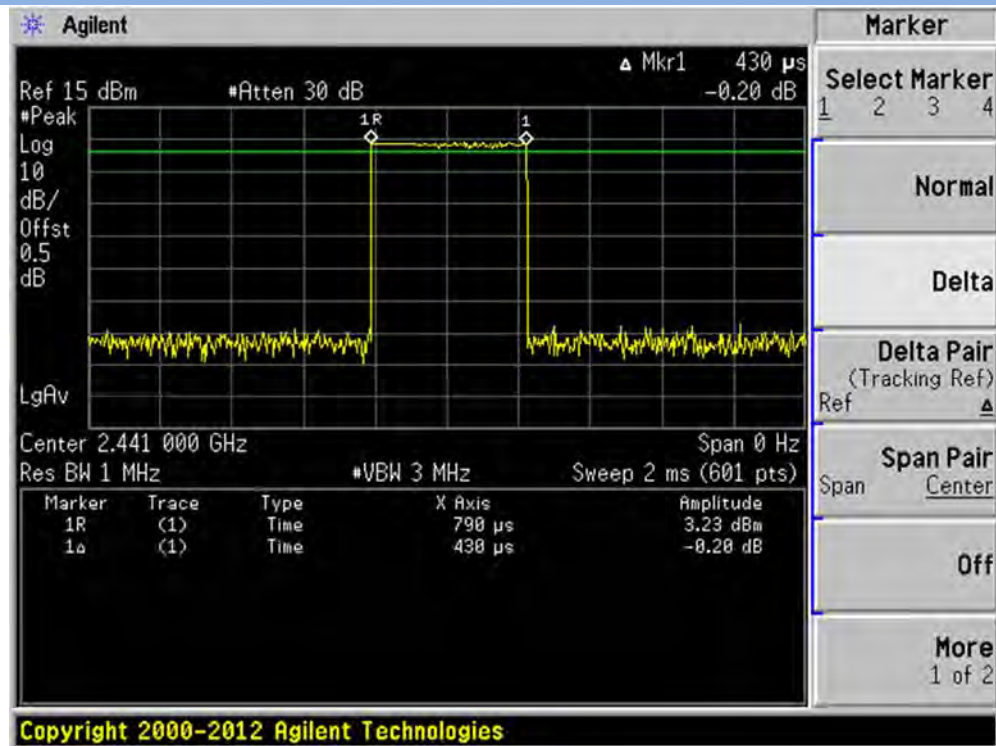 Agilent
Marker
Δ Mkr1 430 µs
Ref 15 dBm #Atten 30 dB -0.20 dB
#Peak
Log
10
dB/
Offst
0.5
dB
LgAv
1R
1
Center 2.441 000 GHz Span 0 Hz
Res BW 1 MHz #VBW 3 MHz Sweep 2 ms (601 pts)
Marker Trace Type X Axis Amplitude
1R (1) Time 790 µs 3.23 dBm
1Δ (1) Time 430 µs -0.20 dB
Select Marker
1 2 3 4
Normal
Delta
Delta Pair
(Tracking Ref)
Ref Δ
Span Pair
Span Center
Off
More
1 of 2
Copyright 2000-2012 Agilent Technologies